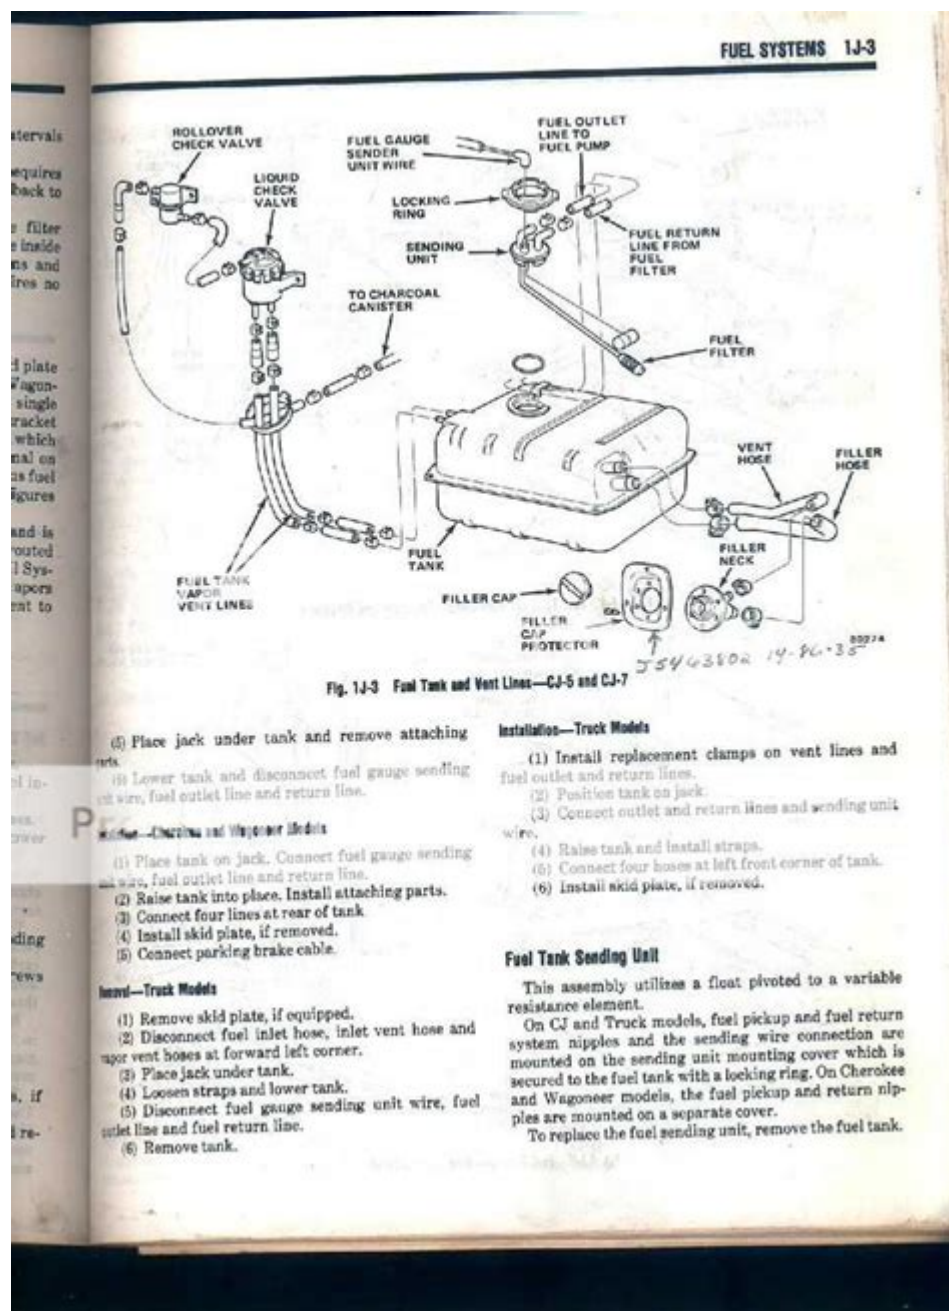 FUEL SYSTEMS 1J-3
ROLLOVER
CHECK VALVE
LIQUID
CHECK
VALVE
FUEL GAUGE
SENDER
UNIT WIRE
FUEL OUTLET
LINE TO
FUEL PUMP
LOCKING
RING
SENDING
UNIT
FUEL RETURN
LINE FROM
FUEL
FILTER
TO CHARCOAL
CANISTER
FUEL
FILTER
VENT
HOSE
FILLER
HOSE
FUEL
TANK
FILLER
NECK
FUEL TANK
VAPOR
VENT LINES
FILLER CAP
FILLER
CAP
PROTECTOR
J5463802 14-86-35
80274
Fig. 1J-3 Fuel Tank and Vent Lines—CJ-5 and CJ-7
(5) Place jack under tank and remove attaching
parts.
(6) Lower tank and disconnect fuel gauge sending
unit wire, fuel outlet line and return line.
—Cherokee and Wagoneer Models
(1) Place tank on jack. Connect fuel gauge sending
unit wire, fuel outlet line and return line.
(2) Raise tank into place. Install attaching parts.
(3) Connect four lines at rear of tank
(4) Install skid plate, if removed.
(5) Connect parking brake cable.
—Truck Models
(1) Remove skid plate, if equipped.
(2) Disconnect fuel inlet hose, inlet vent hose and
vapor vent hoses at forward left corner.
(3) Place jack under tank.
(4) Loosen straps and lower tank.
(5) Disconnect fuel gauge sending unit wire, fuel
outlet line and fuel return line.
(6) Remove tank.
Installation—Truck Models
(1) Install replacement clamps on vent lines and
fuel outlet and return lines.
(2) Position tank on jack.
(3) Connect outlet and return lines and sending unit
wire.
(4) Raise tank and install straps.
(5) Connect four hoses at left front corner of tank.
(6) Install skid plate, if removed.
Fuel Tank Sending Unit
This assembly utilizes a float pivoted to a variable
resistance element.
On CJ and Truck models, fuel pickup and fuel return
system nipples and the sending wire connection are
mounted on the sending unit mounting cover which is
secured to the fuel tank with a locking ring. On Cherokee
and Wagoneer models, the fuel pickup and return nip-
ples are mounted on a separate cover.
To replace the fuel sending unit, remove the fuel tank.